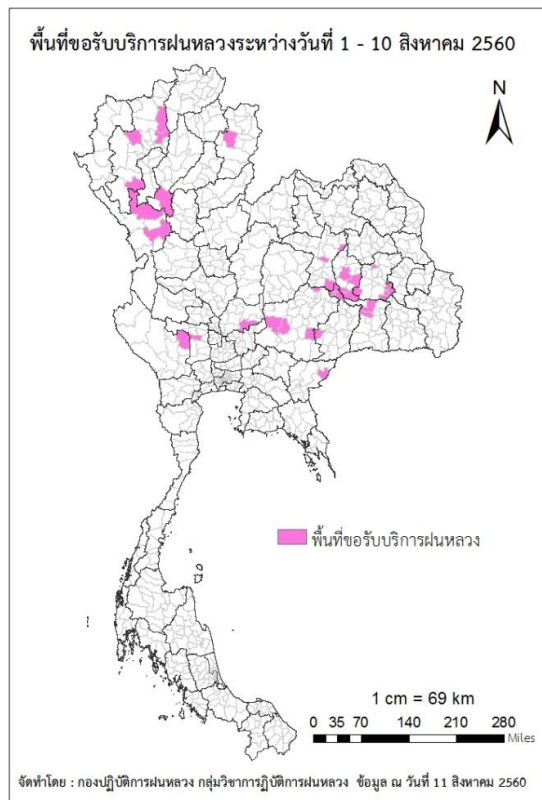 พื้นที่ขอรับบริการฝนหลวงระหว่างวันที่ 1 - 10 สิงหาคม 2560
N
พื้นที่ขอรับบริการฝนหลวง
1 cm = 69 km
0 35 70 140 210 280
Miles
จัดทำโดย : กองปฏิบัติการฝนหลวง กลุ่มวิชาการฏิบัติการฝนหลวง ข้อมูล ณ วันที่ 11 สิงหาคม 2560